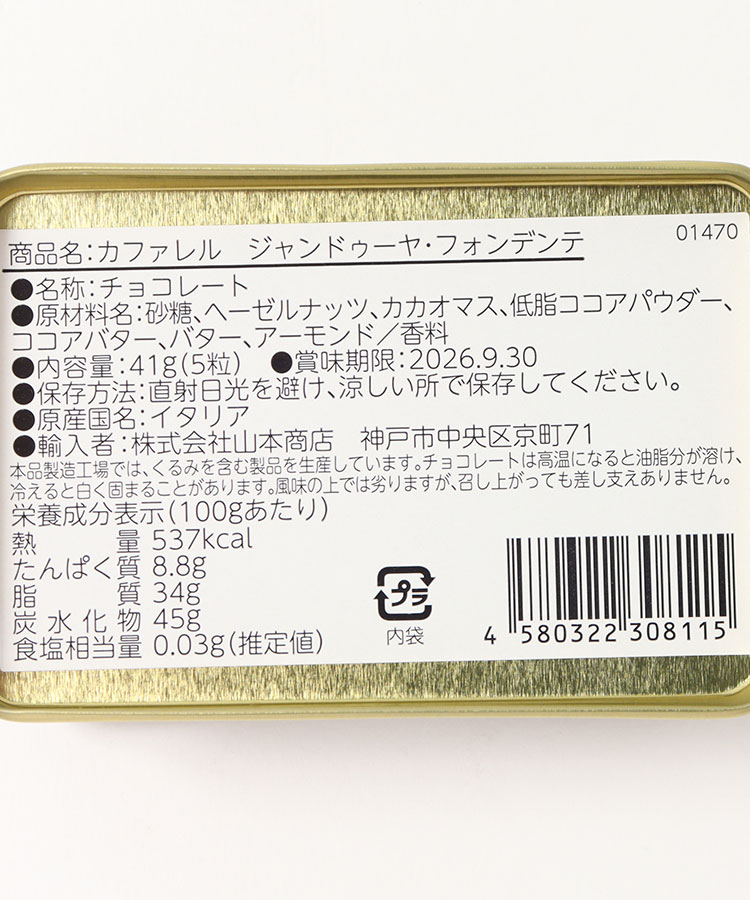 商品名:カファレル　ジャンドゥーヤ・フォンデンテ 01470
●名称:チョコレート
●原材料名:砂糖、ヘーゼルナッツ、カカオマス、低脂ココアパウダー、
ココアバター、バター、アーモンド／香料
●内容量:41g(5粒)　●賞味期限:2026.9.30
●保存方法:直射日光を避け、涼しい所で保存してください。
●原産国名:イタリア
●輸入者:株式会社山本商店　神戸市中央区京町71
本品製造工場では、くるみを含む製品を生産しています。チョコレートは高温になると油脂分が溶け、
冷えると白く固まることがあります。風味の上では劣りますが、召し上がっても差し支えありません。
栄養成分表示(100gあたり)
熱量 537kcal
たんぱく質 8.8g
脂質 34g
炭水化物 45g
食塩相当量 0.03g(推定値)
プラ
内袋
4 580322 308115